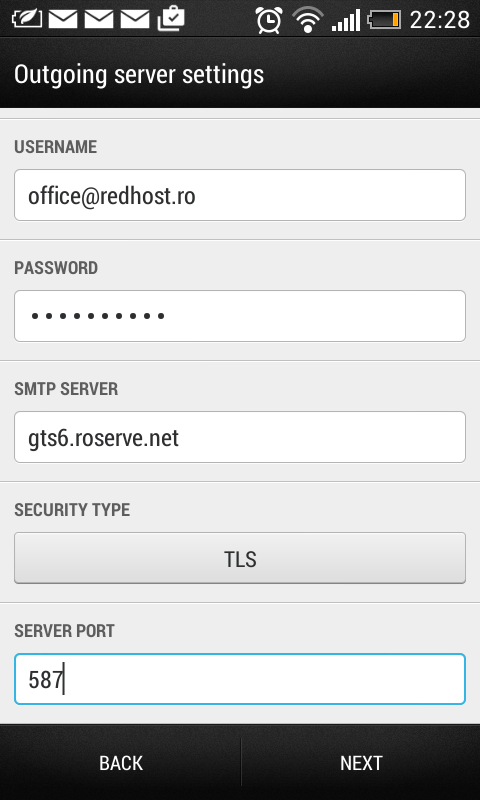 22:28
Outgoing server settings
USERNAME
office@redhost.ro
PASSWORD
••••••••••
SMTP SERVER
gts6.roserve.net
SECURITY TYPE
TLS
SERVER PORT
587
BACK NEXT